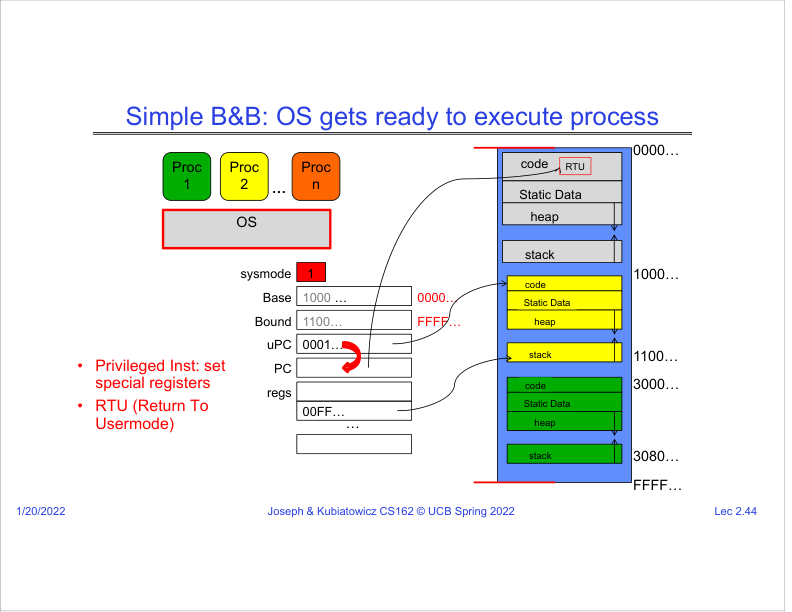 Simple B&B: OS gets ready to execute process
Proc
1
Proc
2
...
Proc
n
OS
sysmode
1
Base
1000 …
0000…
Bound
1100…
FFFF…
uPC
0001…
PC
regs
00FF…
…
• Privileged Inst: set
special registers
• RTU (Return To
Usermode)
code
RTU
Static Data
heap
stack
code
Static Data
heap
stack
code
Static Data
heap
stack
0000…
1000…
1100…
3000…
3080…
FFFF…
1/20/2022
Joseph & Kubiatowicz CS162 © UCB Spring 2022
Lec 2.44